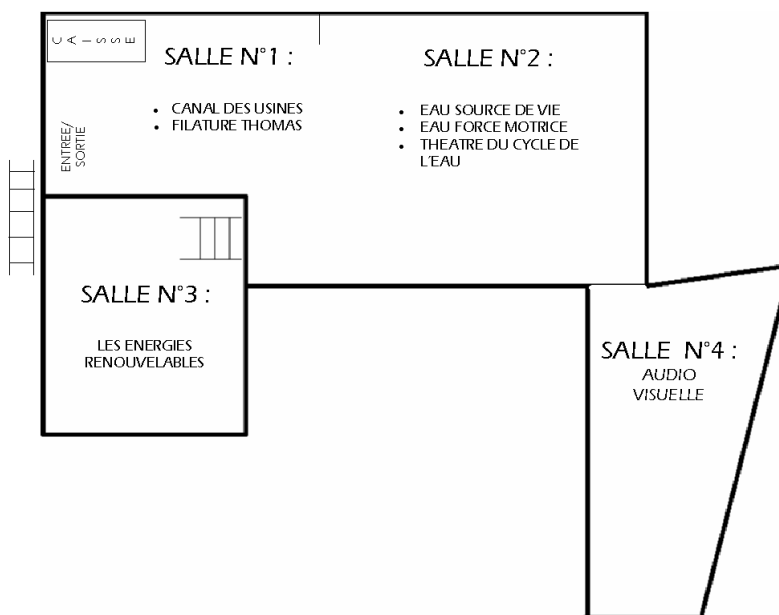 CAISSE
SALLE N°1 :
• CANAL DES USINES
• FILATURE THOMAS
ENTREE/
SORTIE
SALLE N°2 :
• EAU SOURCE DE VIE
• EAU FORCE MOTRICE
• THEATRE DU CYCLE DE
L'EAU
SALLE N°3 :
LES ENERGIES
RENOUVELABLES
SALLE N°4 :
AUDIO
VISUELLE